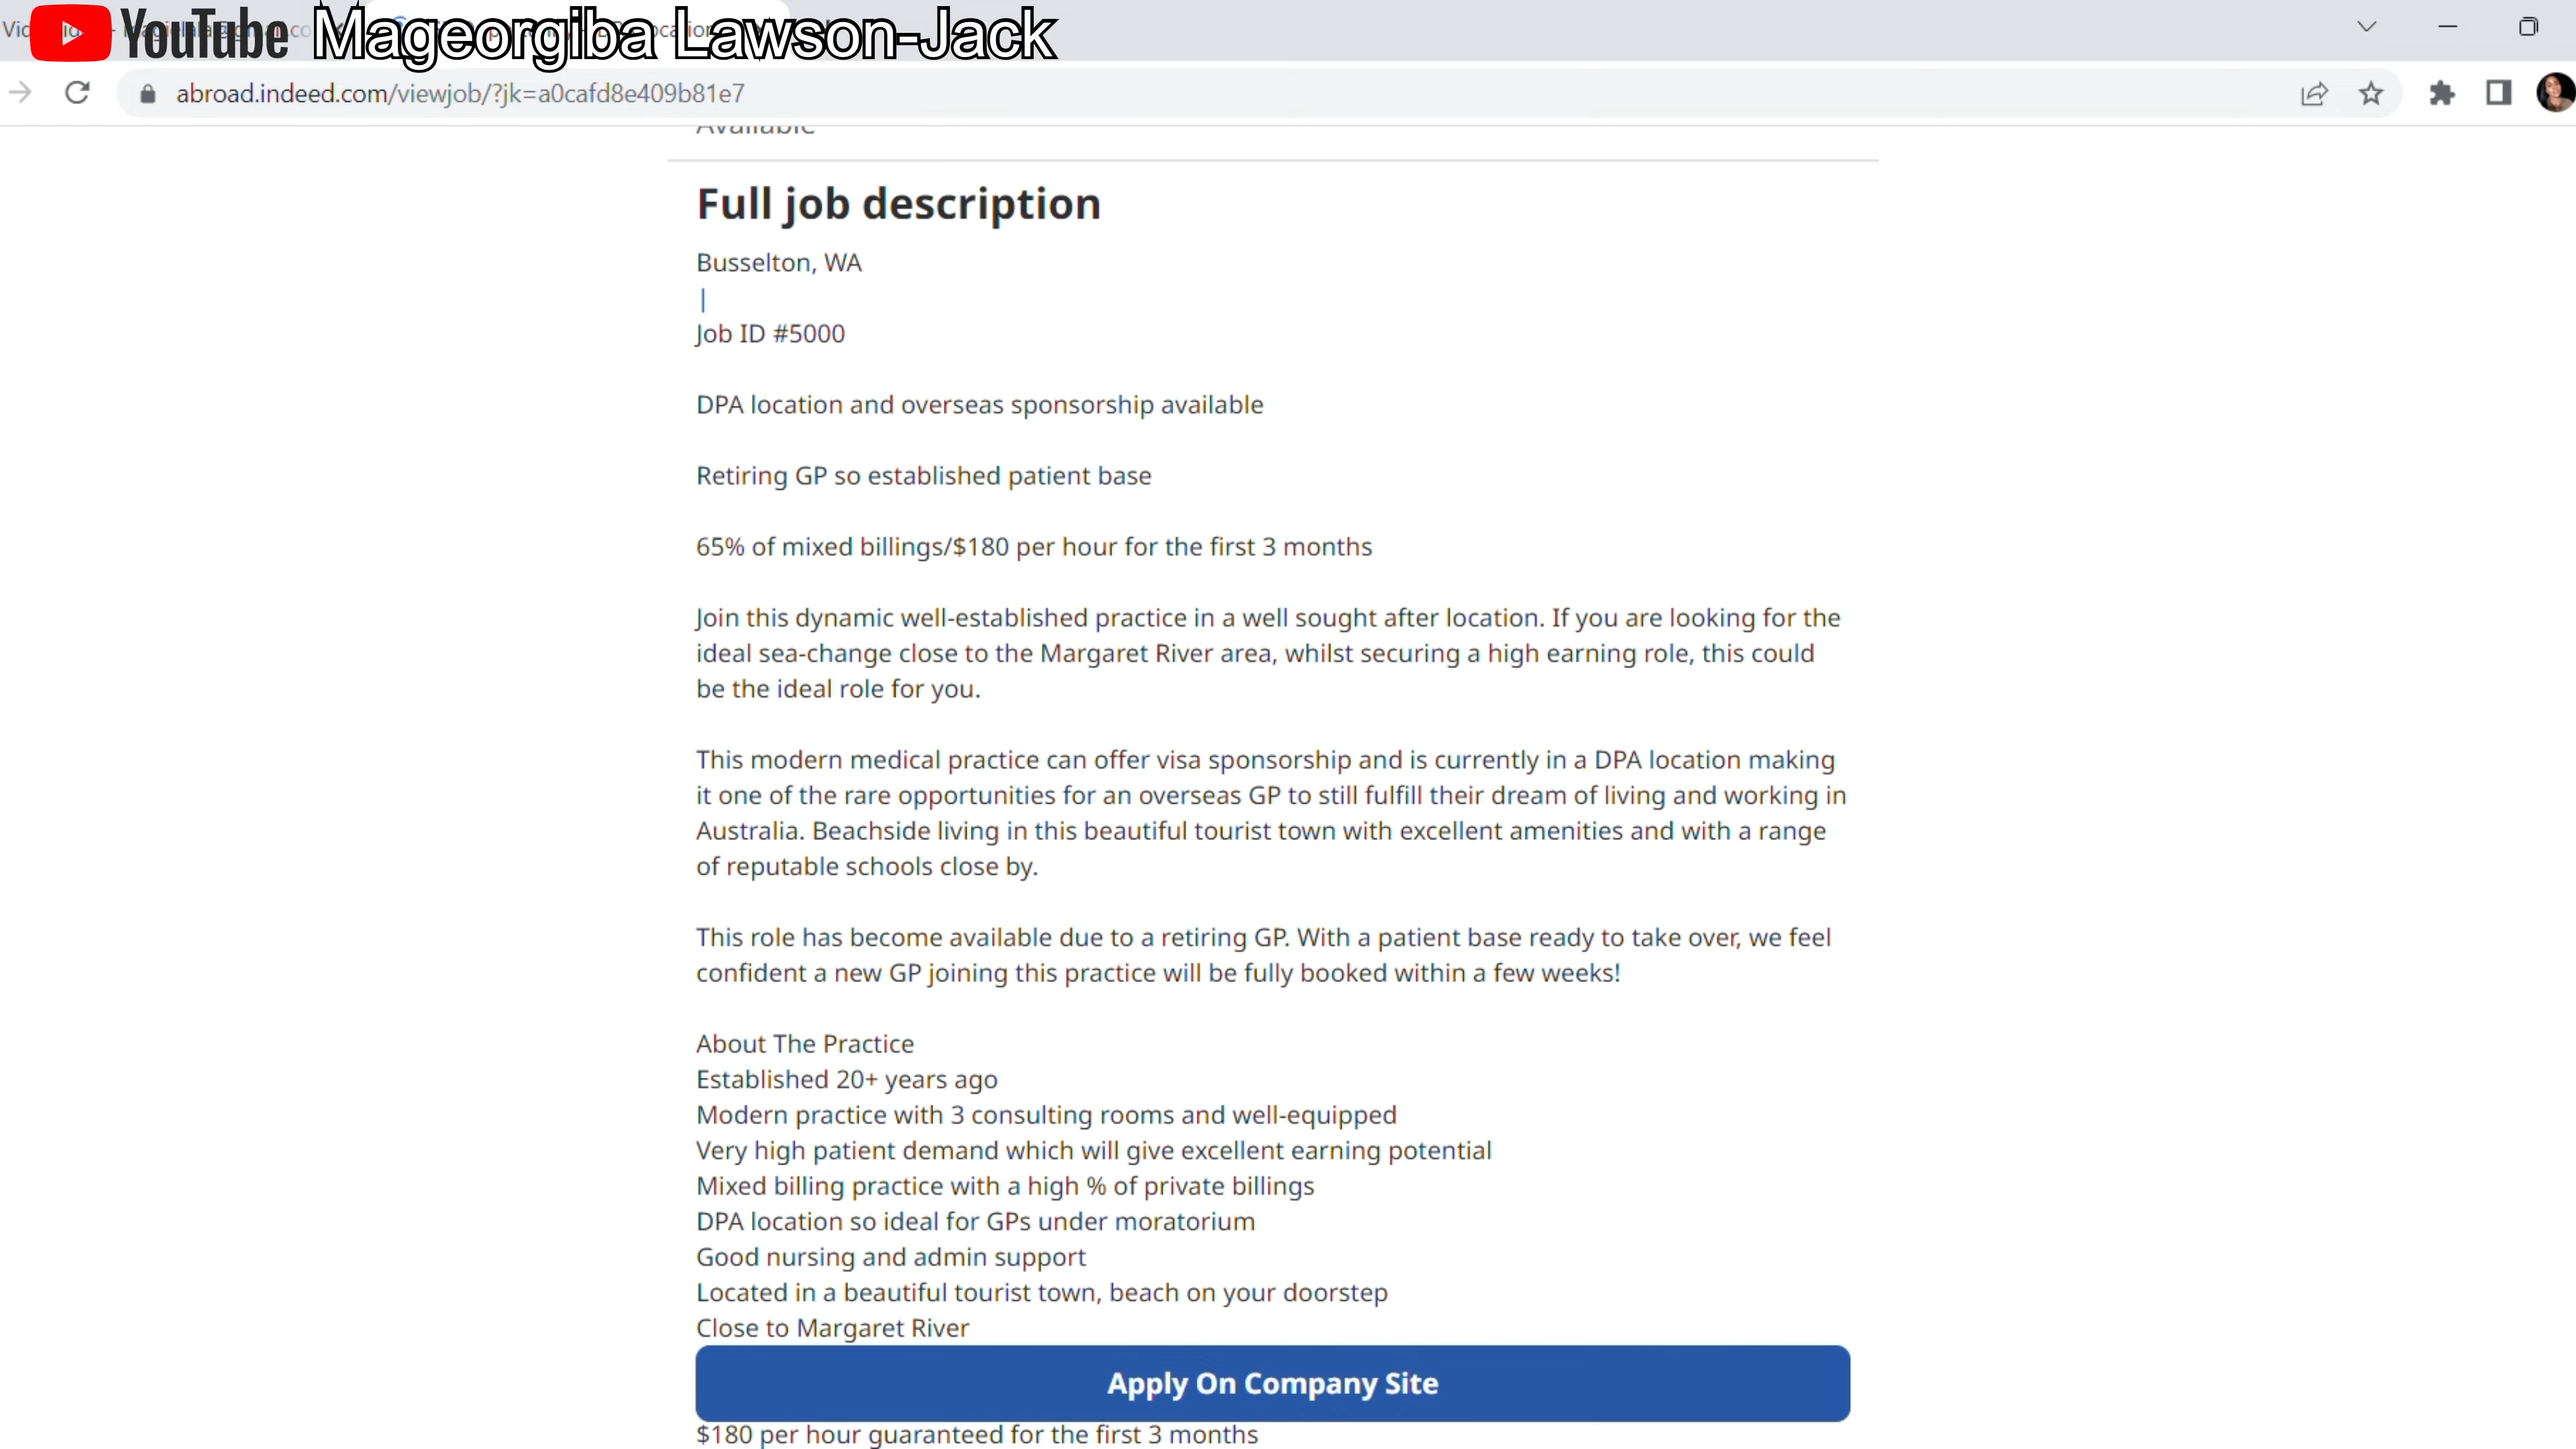 YouTube Mageorgiba Lawson-Jack
abroad.indeed.com/viewjob/?jk=a0cafd8e409b81e7
Available
Full job description
Busselton, WA
|
Job ID #5000
DPA location and overseas sponsorship available
Retiring GP so established patient base
65% of mixed billings/$180 per hour for the first 3 months
Join this dynamic well-established practice in a well sought after location. If you are looking for the
ideal sea-change close to the Margaret River area, whilst securing a high earning role, this could
be the ideal role for you.
This modern medical practice can offer visa sponsorship and is currently in a DPA location making
it one of the rare opportunities for an overseas GP to still fulfill their dream of living and working in
Australia. Beachside living in this beautiful tourist town with excellent amenities and with a range
of reputable schools close by.
This role has become available due to a retiring GP. With a patient base ready to take over, we feel
confident a new GP joining this practice will be fully booked within a few weeks!
About The Practice
Established 20+ years ago
Modern practice with 3 consulting rooms and well-equipped
Very high patient demand which will give excellent earning potential
Mixed billing practice with a high % of private billings
DPA location so ideal for GPs under moratorium
Good nursing and admin support
Located in a beautiful tourist town, beach on your doorstep
Close to Margaret River
Apply On Company Site
$180 per hour guaranteed for the first 3 months